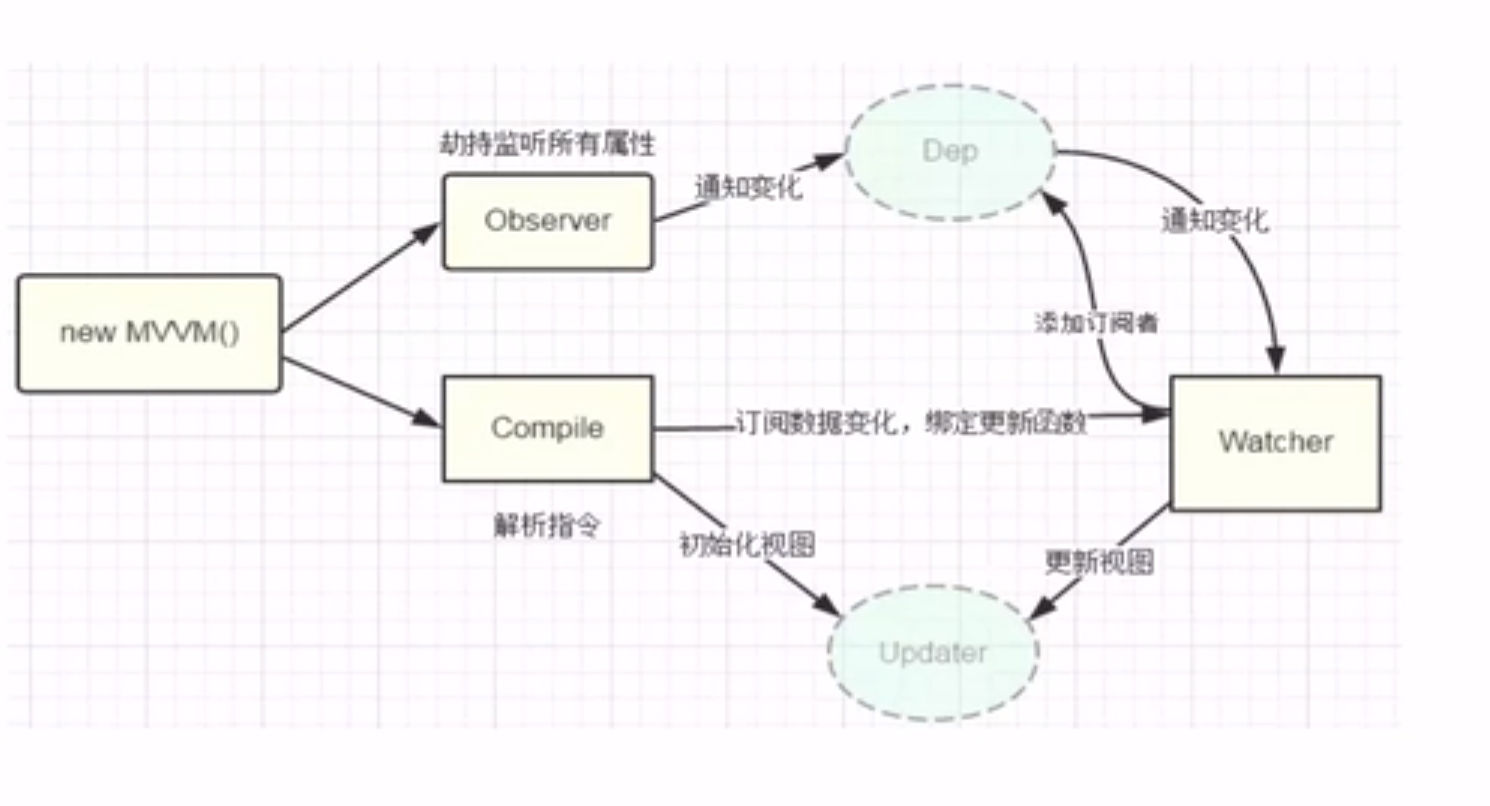 劫持监听所有属性
Observer
通知变化
Dep
通知变化
new MVVM()
添加订阅者
Compile
订阅数据变化，绑定更新函数
Watcher
解析指令
初始化视图
更新视图
Updater